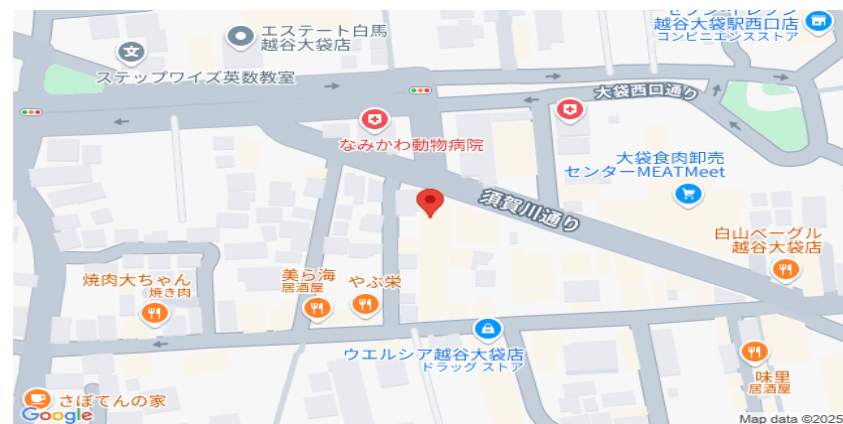 エステート白馬
越谷大袋店
越谷大袋駅西口店
コンビニエンスストア
ステップワイズ英数教室
大袋西口通り
なみかわ動物病院
大袋食肉卸売
センターMEATMeet
須賀川通り
白山ベーグル
越谷大袋店
焼肉大ちゃん
焼き肉
美ら海
居酒屋
やぶ栄
ウエルシア越谷大袋店
ドラッグ ストア
味里
居酒屋
さぼてんの家
Google
Map data ©2025